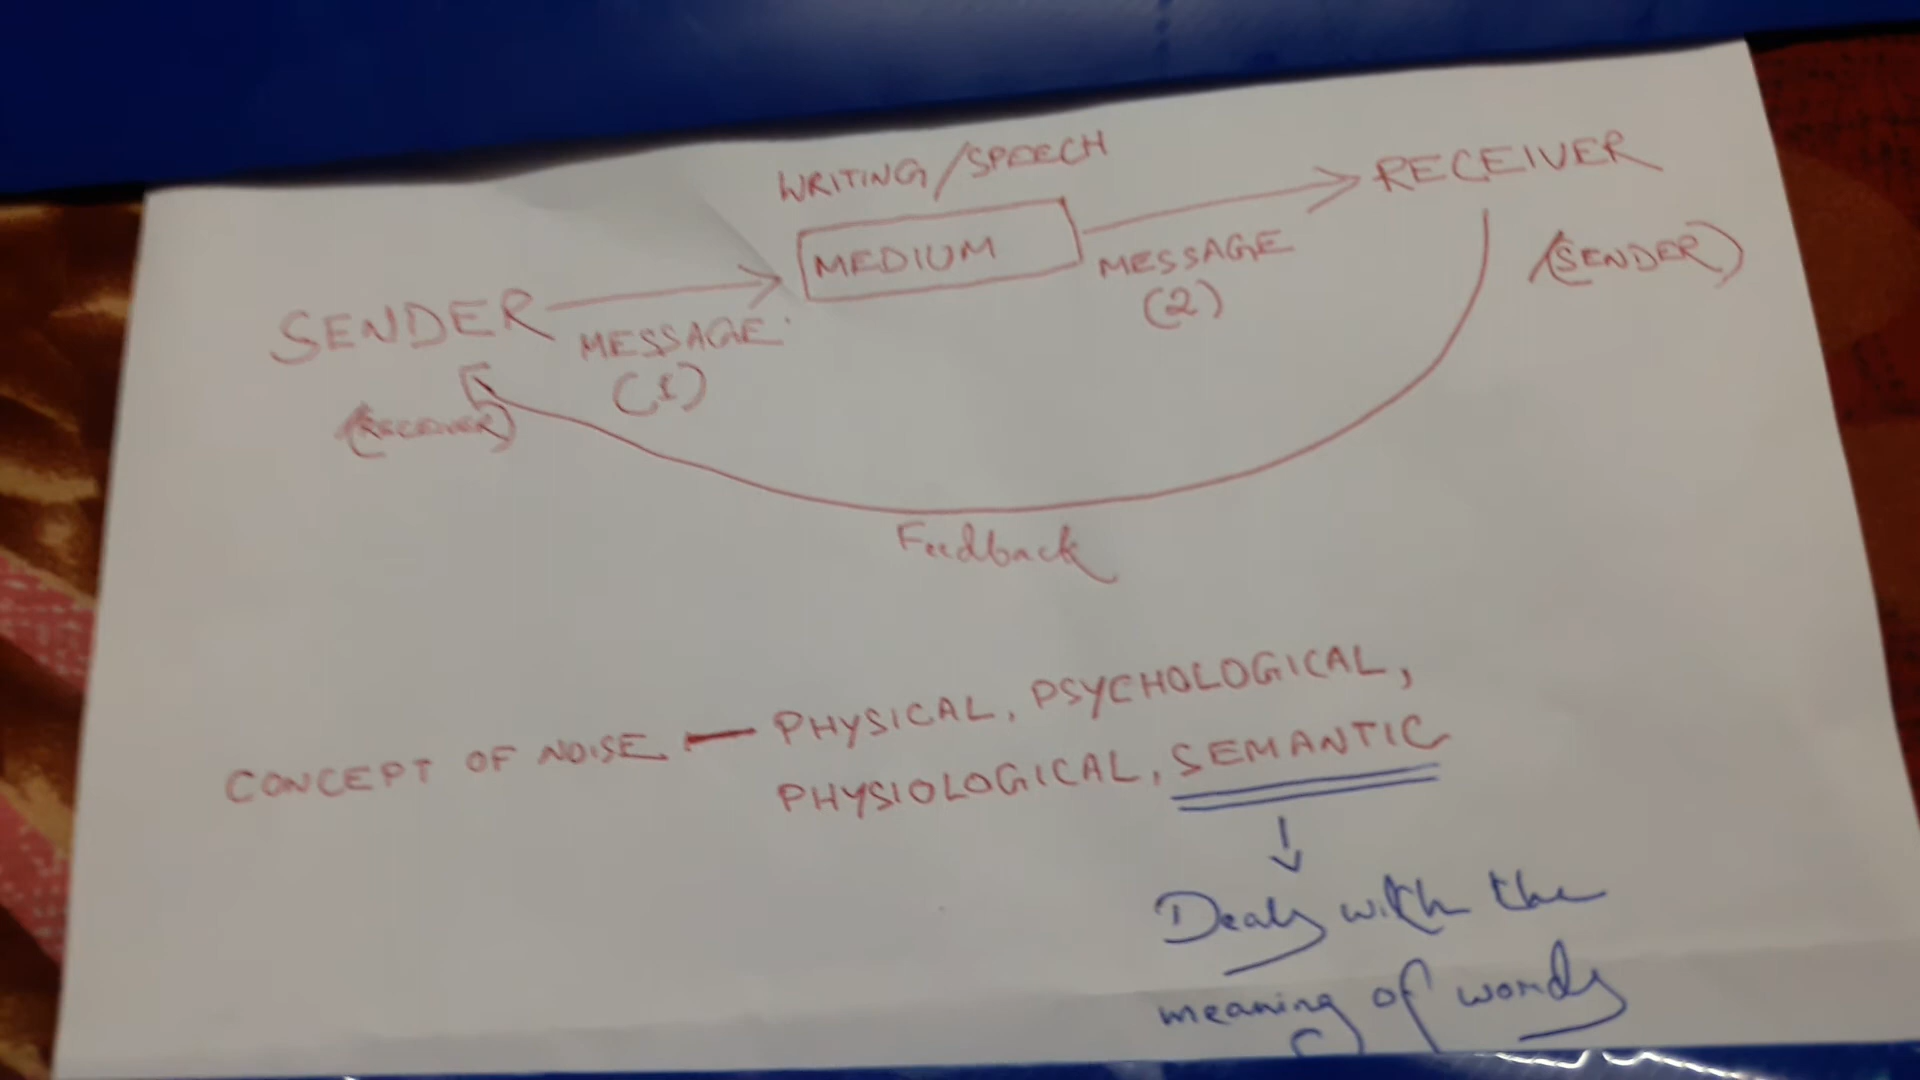 WRITING/SPEECH
MEDIUM
RECEIVER
(SENDER)
MESSAGE
(2)
SENDER
MESSAGE
(1)
(RECEIVER)
Feedback
CONCEPT OF NOISE — PHYSICAL, PSYCHOLOGICAL,
PHYSIOLOGICAL, SEMANTIC
Deals with the
meaning of words